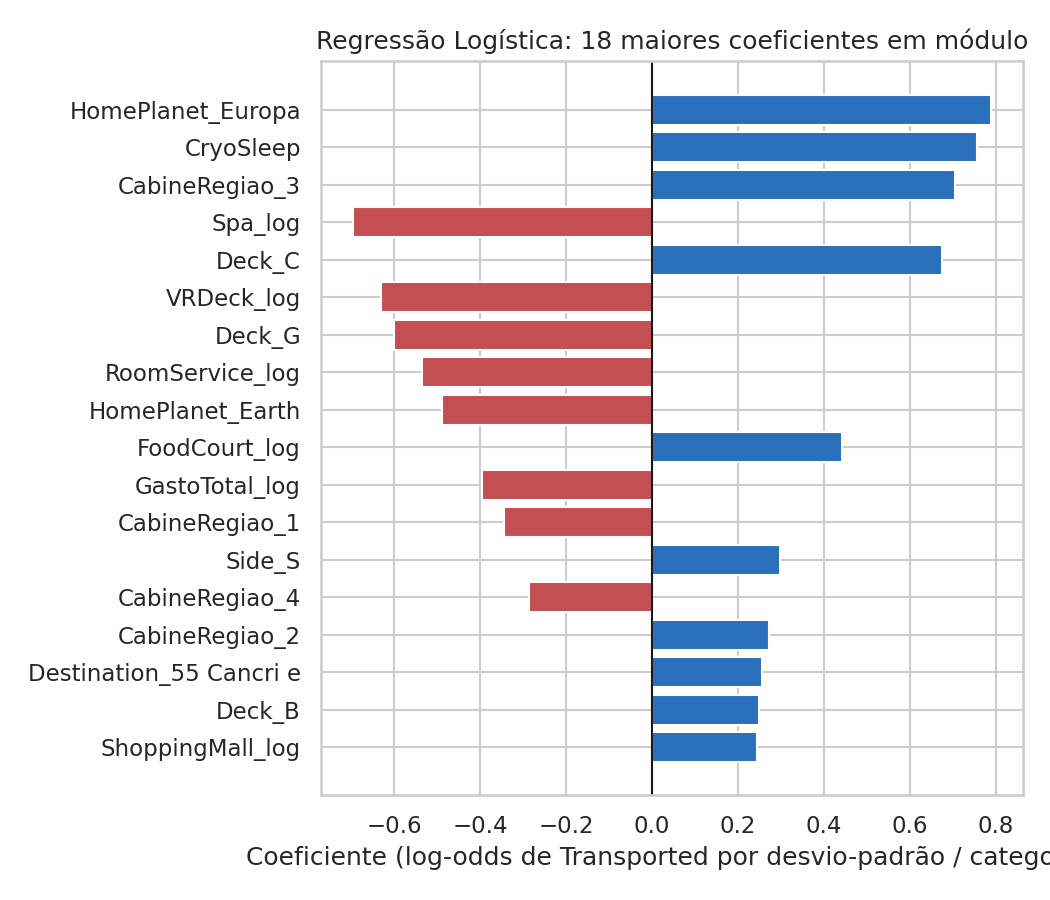 Regressão Logística: 18 maiores coeficientes em módulo
HomePlanet_Europa
CryoSleep
CabineRegiao_3
Spa_log
Deck_C
VRDeck_log
Deck_G
RoomService_log
HomePlanet_Earth
FoodCourt_log
GastoTotal_log
CabineRegiao_1
Side_S
CabineRegiao_4
CabineRegiao_2
Destination_55 Cancri e
Deck_B
ShoppingMall_log
−0.6 −0.4 −0.2 0.0 0.2 0.4 0.6 0.8
Coeficiente (log-odds de Transported por desvio-padrão / catego